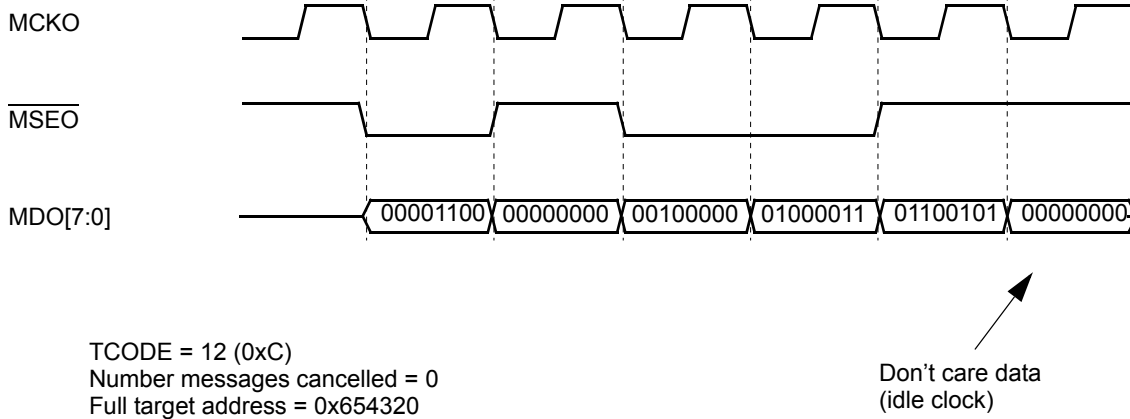 MCKO
MSEO
MDO[7:0]
00001100 00000000 00100000 01000011 01100101 00000000
TCODE = 12 (0xC)
Number messages cancelled = 0
Full target address = 0x654320
Don't care data
(idle clock)